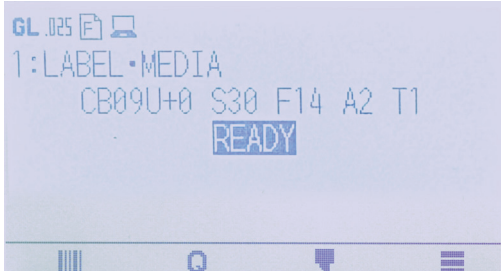 GL .025 F
1:LABEL•MEDIA
CB09U+0 S30 F14 A2 T1
READY
Q